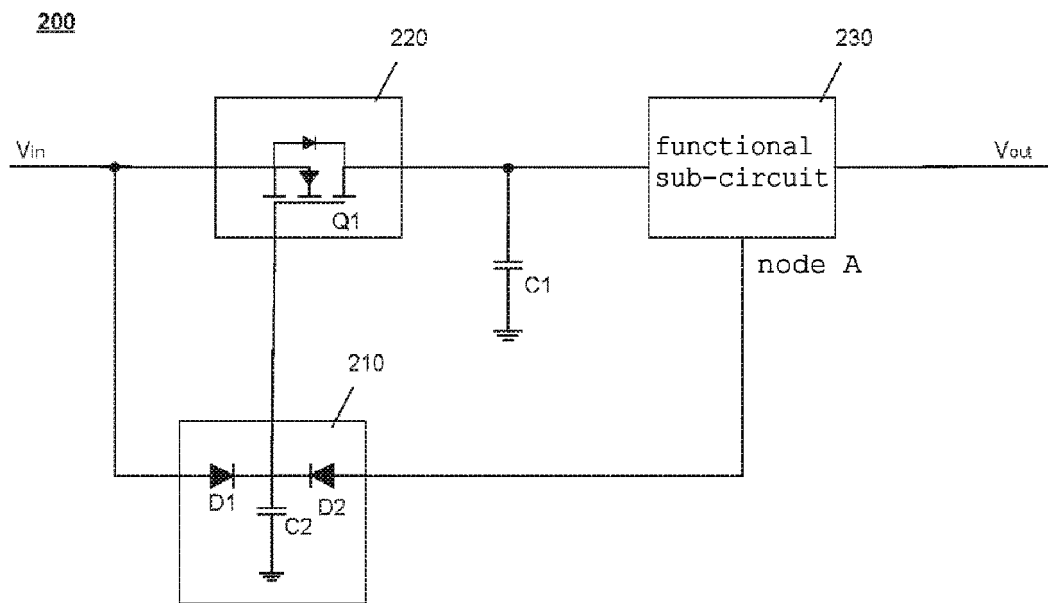 200
220
230
Vin
functional
sub-circuit
Vout
Q1
node A
C1
210
D1
C2
D2